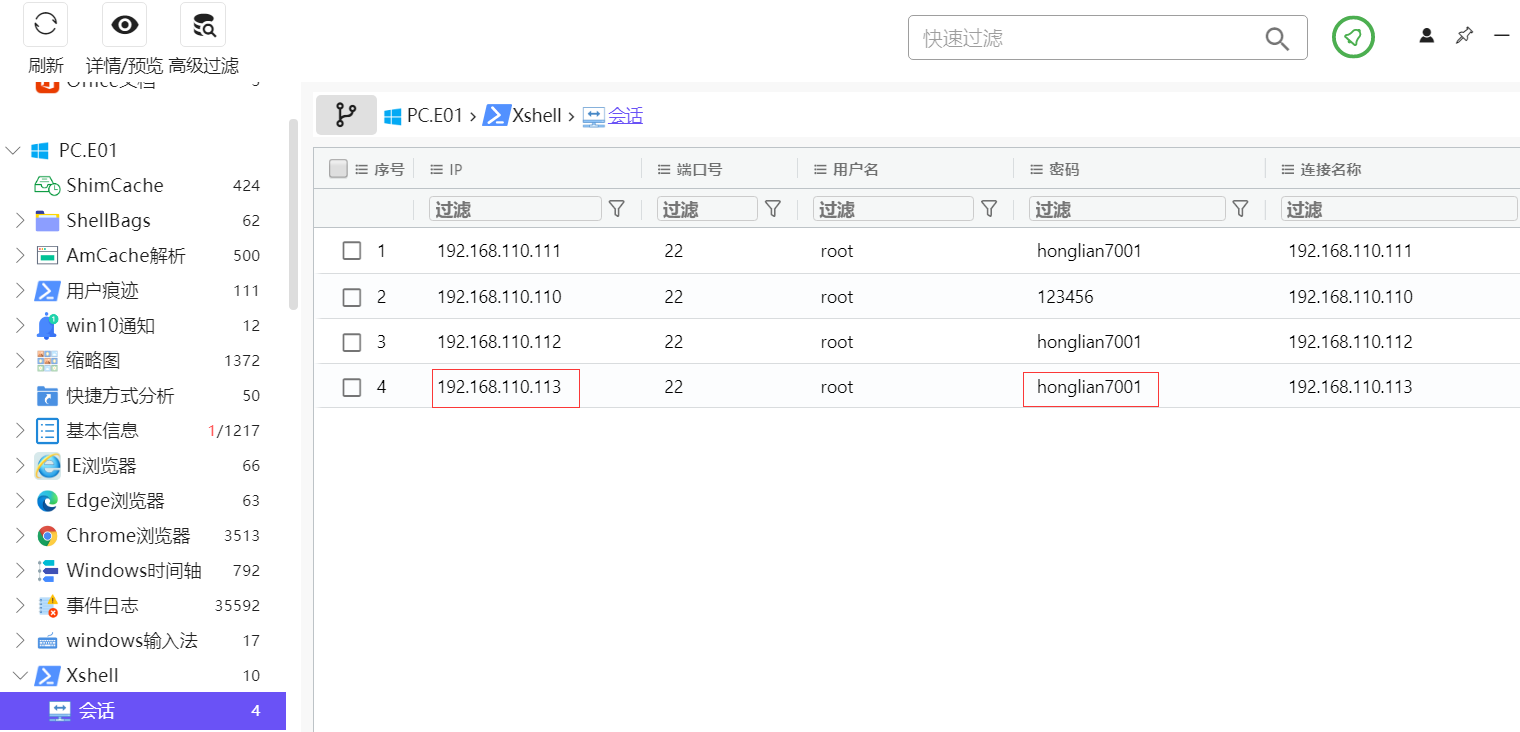 刷新 详情/预览 高级过滤
快速过滤
Office文档 3
PC.E01
ShimCache 424
ShellBags 62
AmCache解析 500
用户痕迹 111
win10通知 12
缩略图 1372
快捷方式分析 50
基本信息 1/1217
IE浏览器 66
Edge浏览器 63
Chrome浏览器 3513
Windows时间轴 792
事件日志 35592
windows输入法 17
Xshell 10
会话 4
PC.E01 › Xshell › 会话
序号 IP 端口号 用户名 密码 连接名称
过滤 过滤 过滤 过滤 过滤
1 192.168.110.111 22 root honglian7001 192.168.110.111
2 192.168.110.110 22 root 123456 192.168.110.110
3 192.168.110.112 22 root honglian7001 192.168.110.112
4 192.168.110.113 22 root honglian7001 192.168.110.113